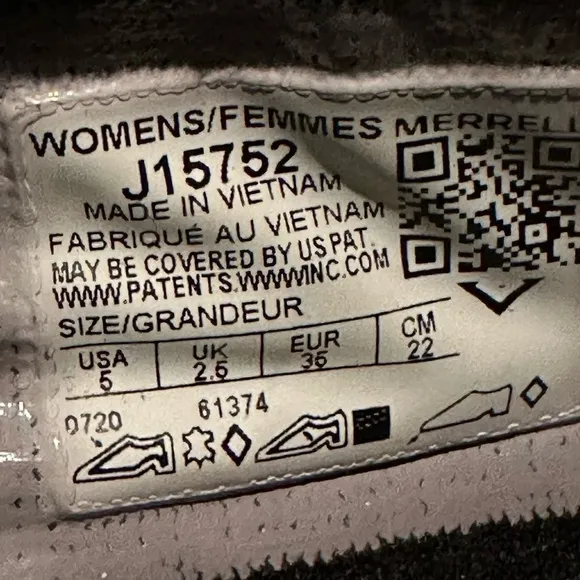 WOMENS/FEMMES MERRELL
J15752
MADE IN VIETNAM
FABRIQUÉ AU VIETNAM
MAY BE COVERED BY US PAT.
WWW.PATENTS.WWWINC.COM
SIZE/GRANDEUR
USA UK EUR CM
5 2.5 35 22
0720 61374